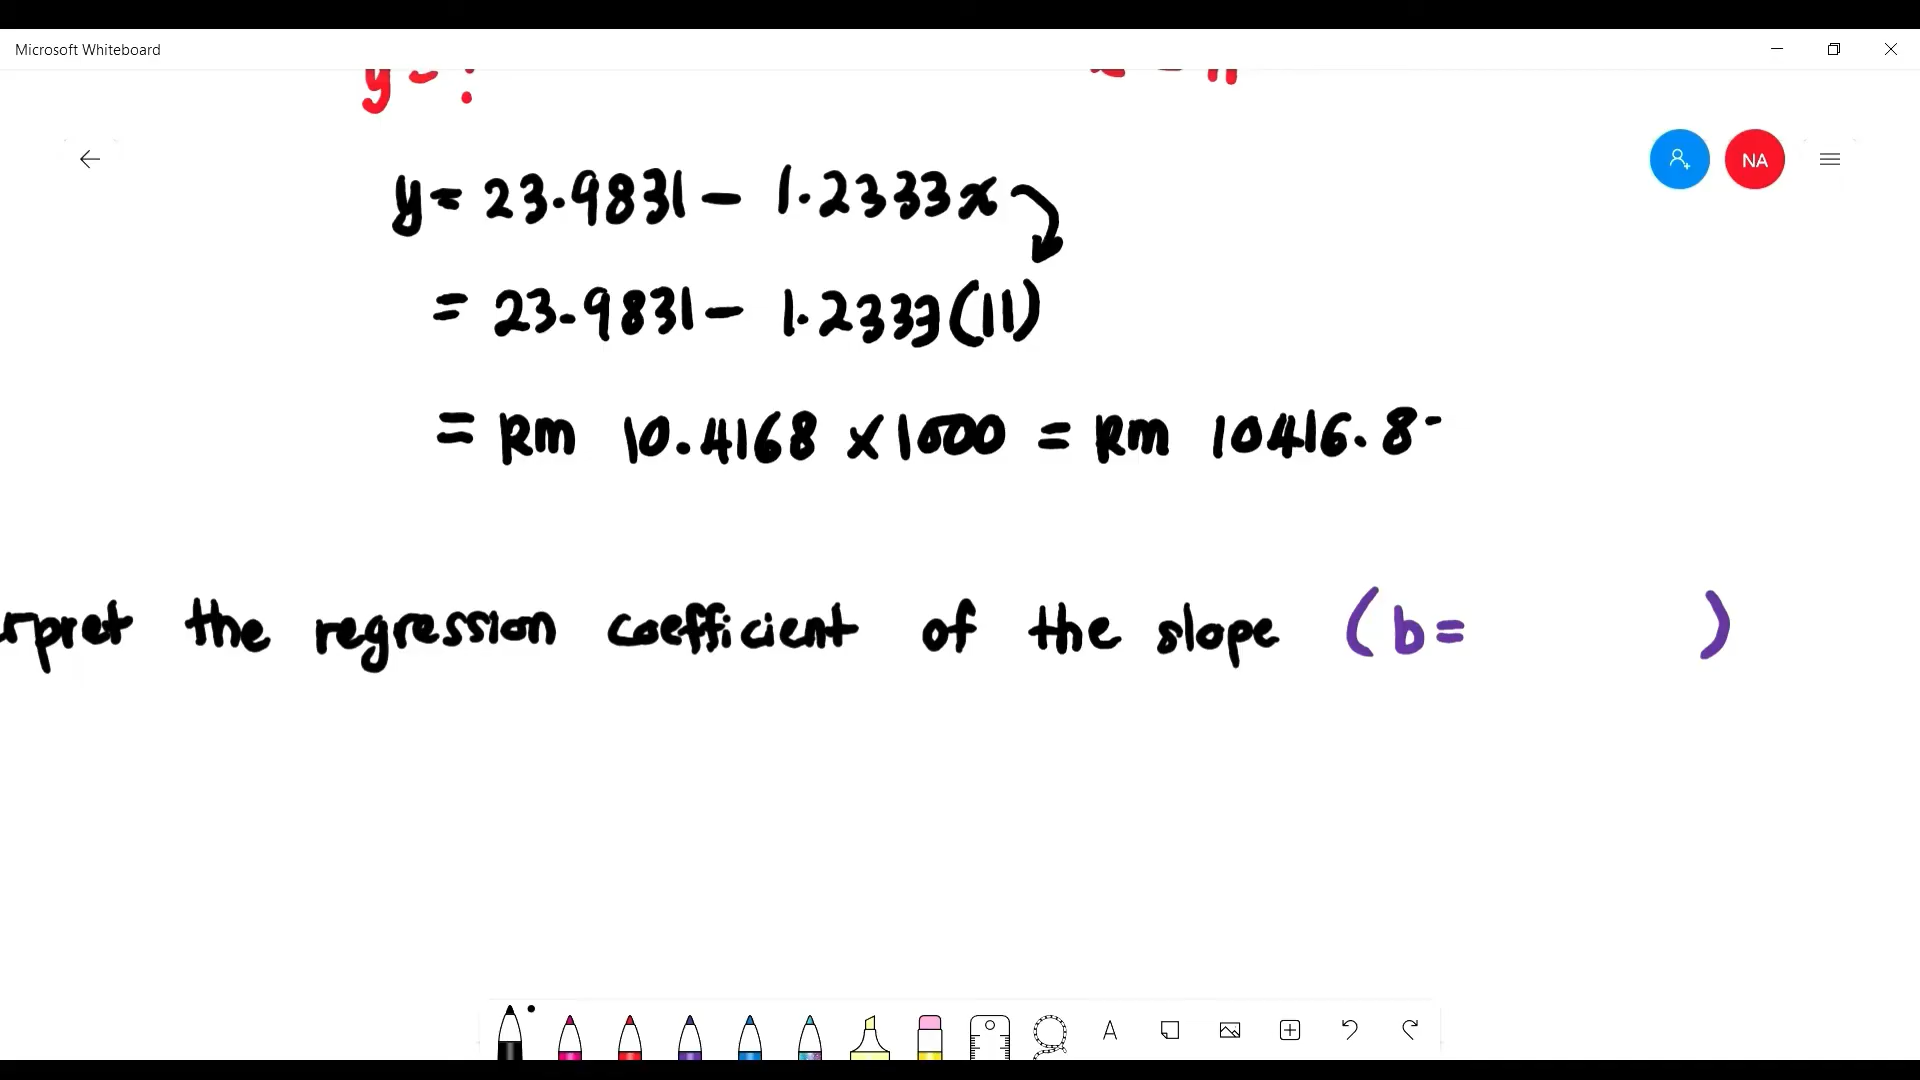 Microsoft Whiteboard
y = ?
NA
y = 23.9831 - 1.2333x
= 23.9831 - 1.2333(11)
= RM 10.4168 x 1000 = RM 10416.8
rpret the regression coefficient of the slope (b= )
A